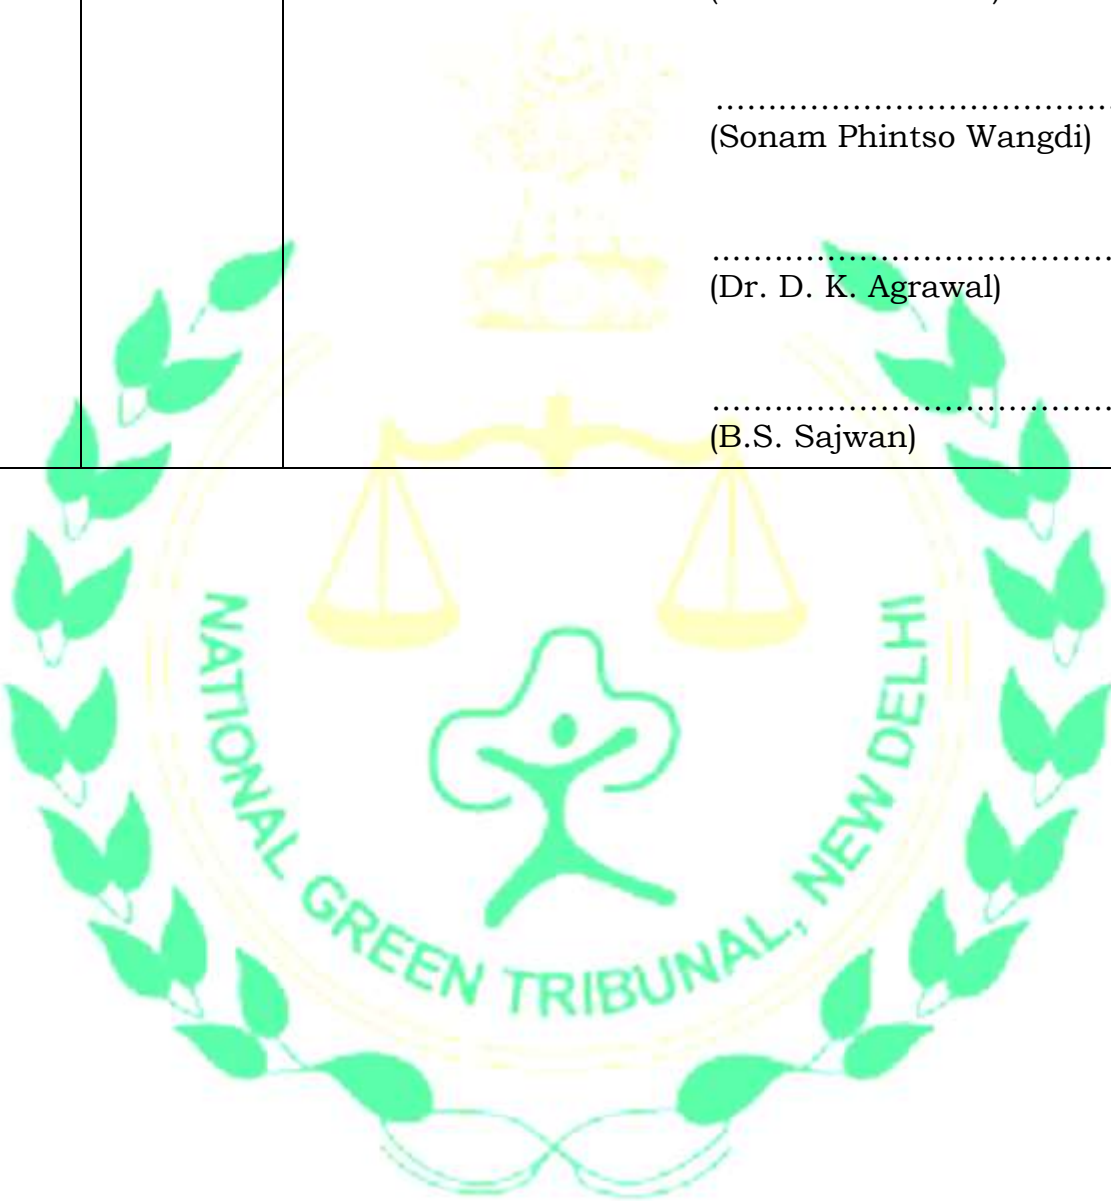 ……………………………………
(Sonam Phintso Wangdi)
……………………………………
(Dr. D. K. Agrawal)
……………………………………
(B.S. Sajwan)
NATIONAL GREEN TRIBUNAL, NEW DELHI